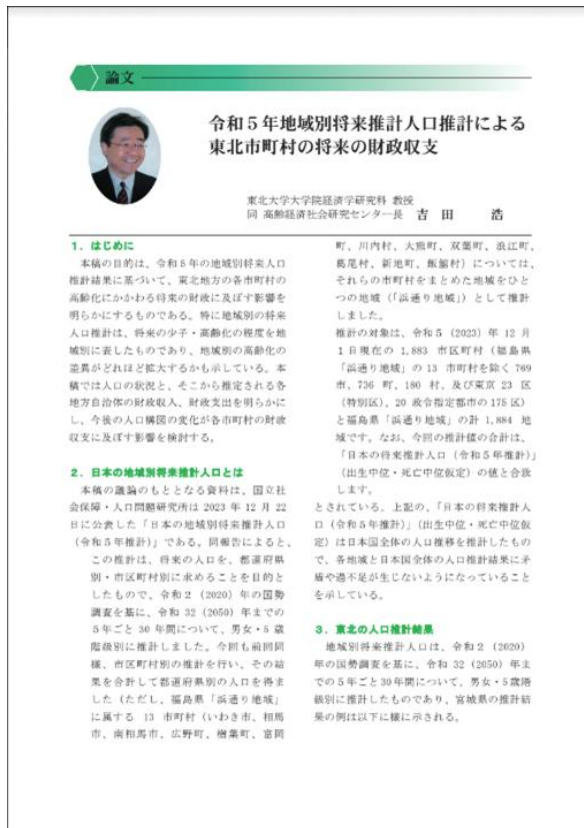 論文
令和５年地域別将来推計人口推計による
東北市町村の将来の財政収支
東北大学大学院経済学研究科 教授
同 高齢経済社会研究センター長 吉田 浩
１．はじめに
本稿の目的は、令和５年の地域別将来人口
推計結果に基づいて、東北地方の各市町村の
高齢化にかかわる将来の財政に及ぼす影響を
明らかにするものである。特に地域別の将来
人口推計は、将来の少子・高齢化の程度を地
域別に表したものであり、地域別の高齢化の
差異がどれほど拡大するかも示している。本
稿では人口の状況と、そこから推定される各
地方自治体の財政収入、財政支出を明らかに
し、今後の人口構図の変化が各市町村の財政
収支に及ぼす影響を検討する。
２．日本の地域別将来推計人口とは
本稿の議論のもととなる資料は、国立社
会保障・人口問題研究所は 2023 年 12 月 22
日に公表した「日本の地域別将来推計人口
（令和５年推計）」である。同報告によると、
この推計は、将来の人口を、都道府県
別・市区町村別に求めることを目的と
したもので、令和２（2020）年の国勢
調査を基に、令和 32（2050）年までの
５年ごと 30 年間について、男女・５歳
階級別に推計しました。今回も前回同
様、市区町村別の推計を行い、その結
果を合計して都道府県別の人口を得ま
した（ただし、福島県「浜通り地域」
に属する 13 市町村（いわき市、相馬
市、南相馬市、広野町、楢葉町、富岡
町、川内村、大熊町、双葉町、浪江町、
葛尾村、新地町、飯舘村）については、
それらの市町村をまとめた地域をひと
つの地域（「浜通り地域」）として推計
しました。
推計の対象は、令和５（2023）年 12 月
１日現在の 1,883 市区町村（福島県
「浜通り地域」の 13 市町村を除く 769
市、736 町、180 村、及び東京 23 区
（特別区）、20 政令指定都市の 175 区）
と福島県「浜通り地域」の計 1,884 地
域です。なお、今回の推計値の合計は、
「日本の将来推計人口（令和５年推計）」
（出生中位・死亡中位仮定）の値と合致
します。
とされている。上記の、「日本の将来推計人
口（令和５年推計）」（出生中位・死亡中位仮
定）は日本国全体の人口推移を推計したもの
で、各地域と日本国全体の人口推計結果に矛
盾や過不足が生じないようになっていること
を示している。
３．東北の人口推計結果
地域別将来推計人口は、令和２（2020）
年の国勢調査を基に、令和 32（2050）年ま
での５年ごと30年間について、男女・５歳階
級別に推計したものであり、宮城県の推計結
果の例は以下に様に示される。